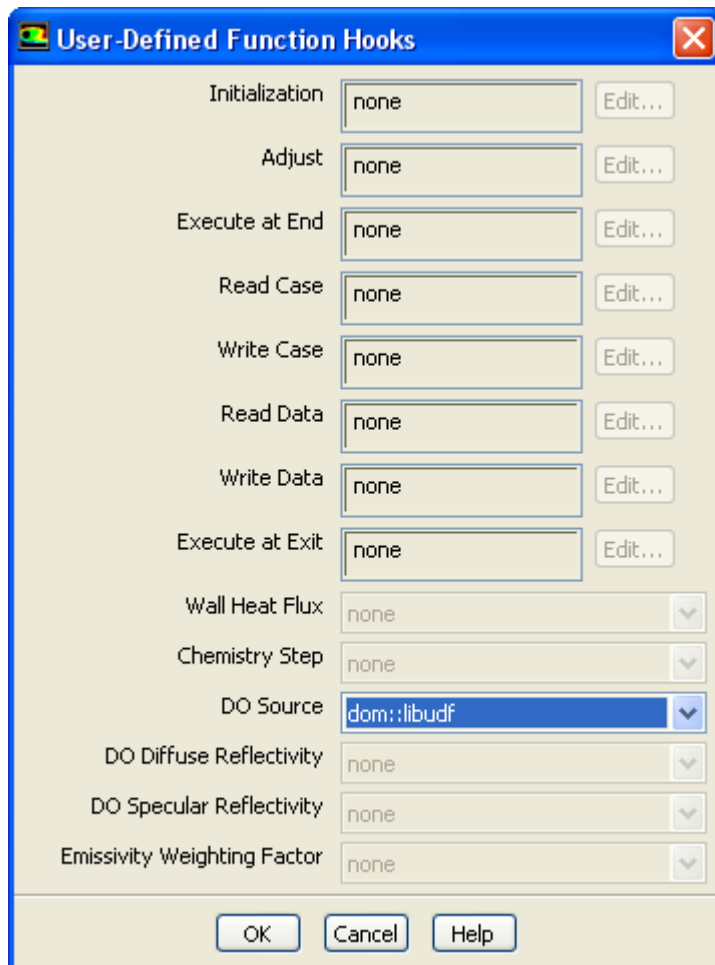 User-Defined Function Hooks
Initialization none Edit...
Adjust none Edit...
Execute at End none Edit...
Read Case none Edit...
Write Case none Edit...
Read Data none Edit...
Write Data none Edit...
Execute at Exit none Edit...
Wall Heat Flux none
Chemistry Step none
DO Source dom::libudf
DO Diffuse Reflectivity none
DO Specular Reflectivity none
Emissivity Weighting Factor none
OK Cancel Help